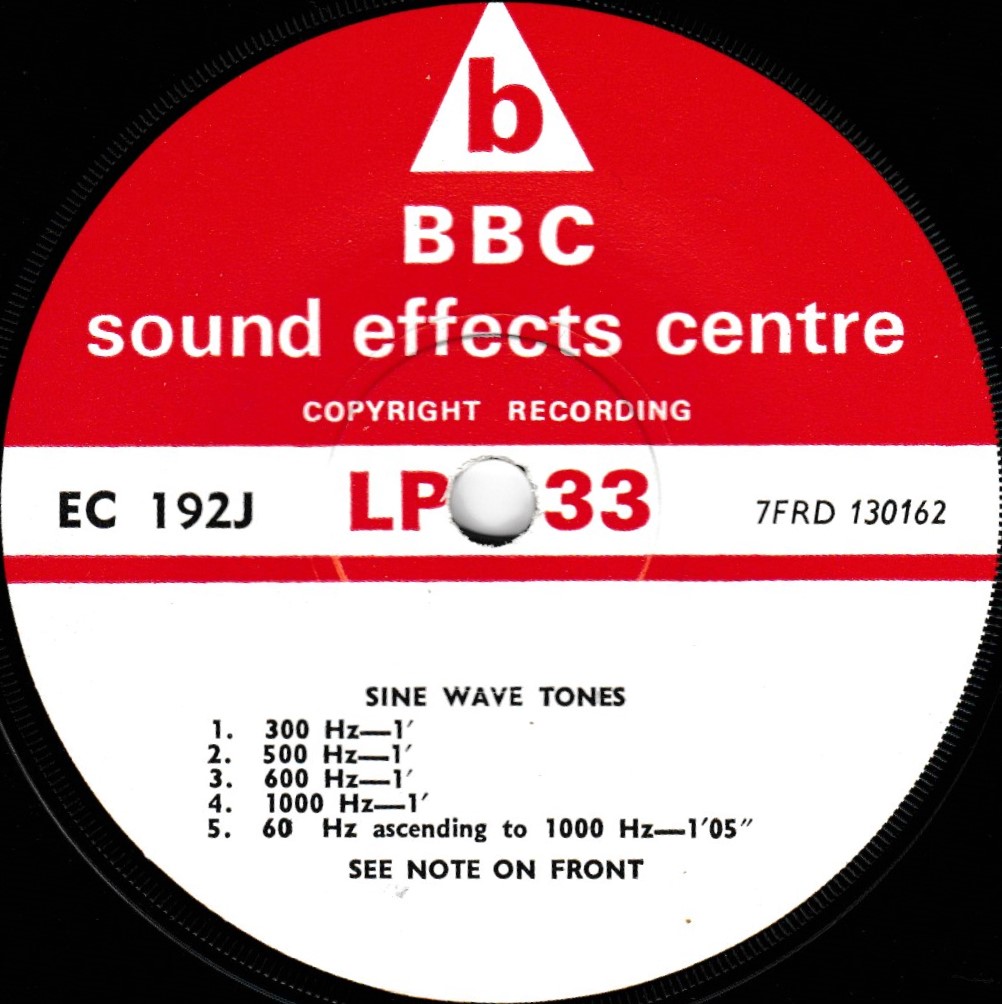 b
BBC
sound effects centre
COPYRIGHT RECORDING
EC 192J LP 33 7FRD 130162
SINE WAVE TONES
1. 300 Hz—1′
2. 500 Hz—1′
3. 600 Hz—1′
4. 1000 Hz—1′
5. 60 Hz ascending to 1000 Hz—1′05″
SEE NOTE ON FRONT